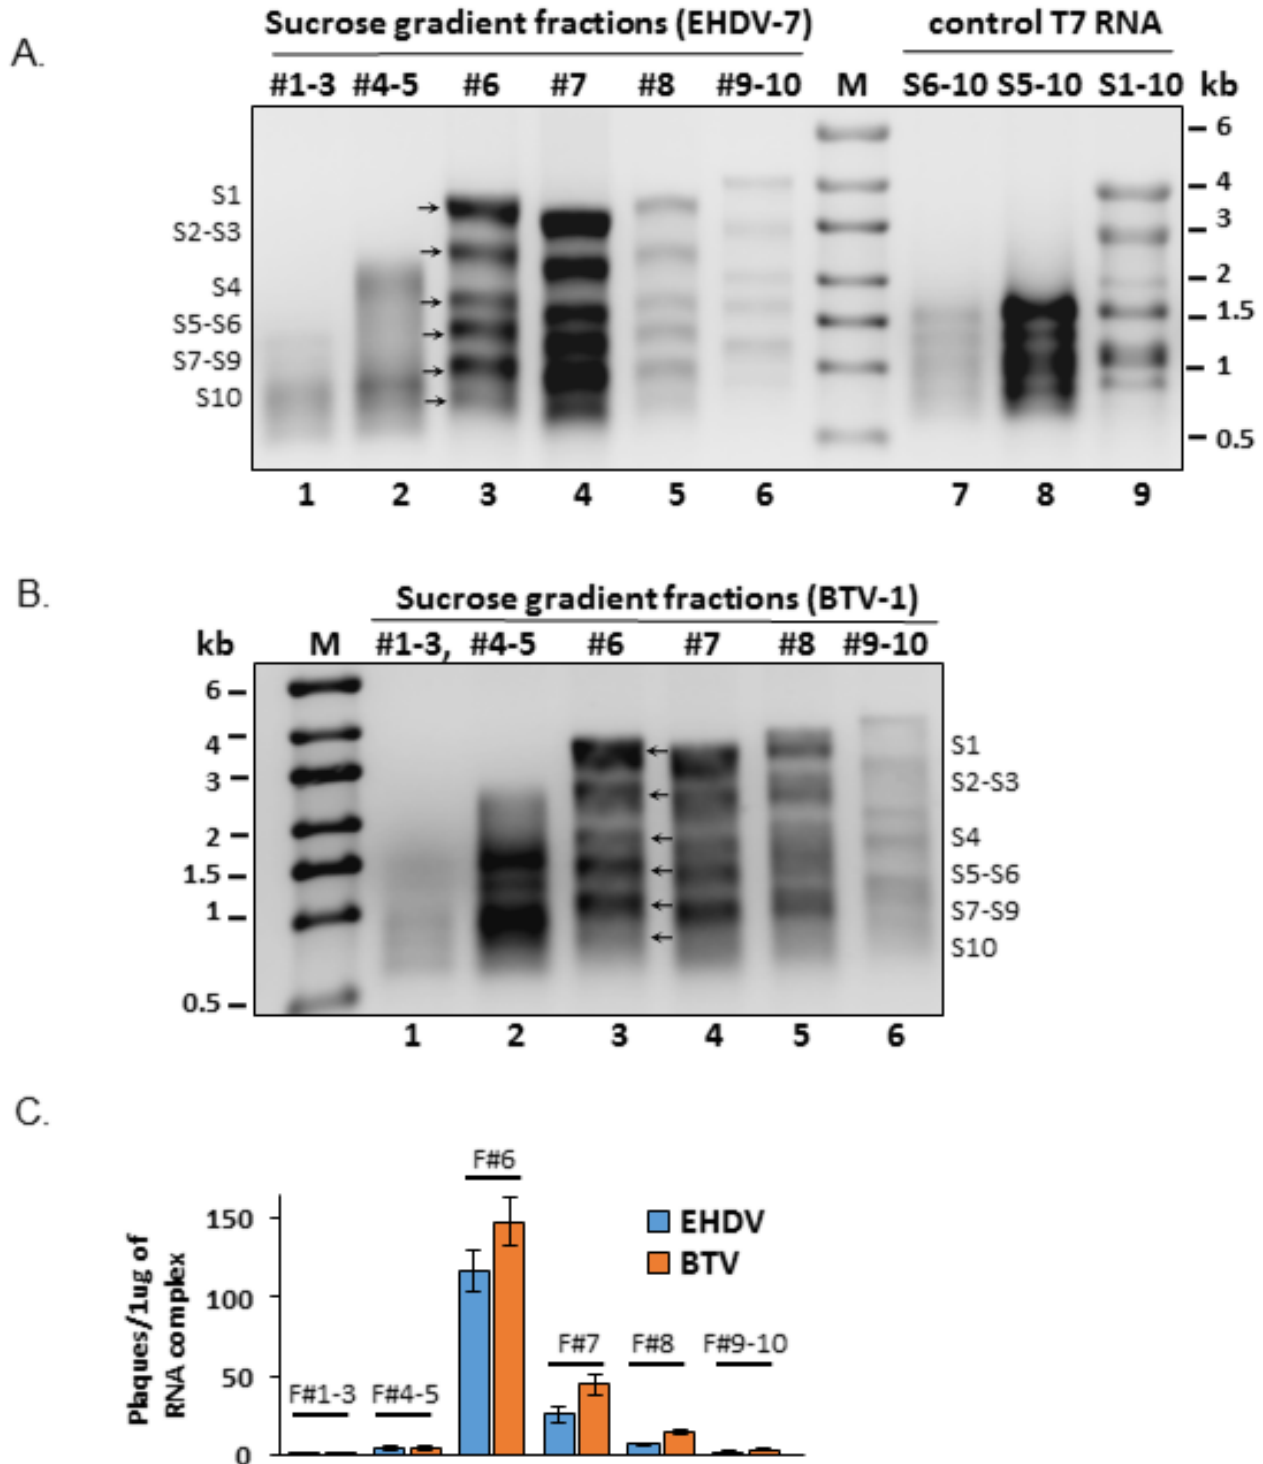 A.
Sucrose gradient fractions (EHDV-7) control T7 RNA
#1-3 #4-5 #6 #7 #8 #9-10 M S6-10 S5-10 S1-10 kb
6
4
3
2
1.5
1
0.5
S1
S2-S3
S4
S5-S6
S7-S9
S10
1 2 3 4 5 6 7 8 9
B.
Sucrose gradient fractions (BTV-1)
kb M #1-3, #4-5 #6 #7 #8 #9-10
6
4
3
2
1.5
1
0.5
S1
S2-S3
S4
S5-S6
S7-S9
S10
1 2 3 4 5 6
C.
Plaques/1ug of
RNA complex
150
100
50
0
F#1-3
F#4-5
F#6
F#7
F#8
F#9-10
EHDV
BTV